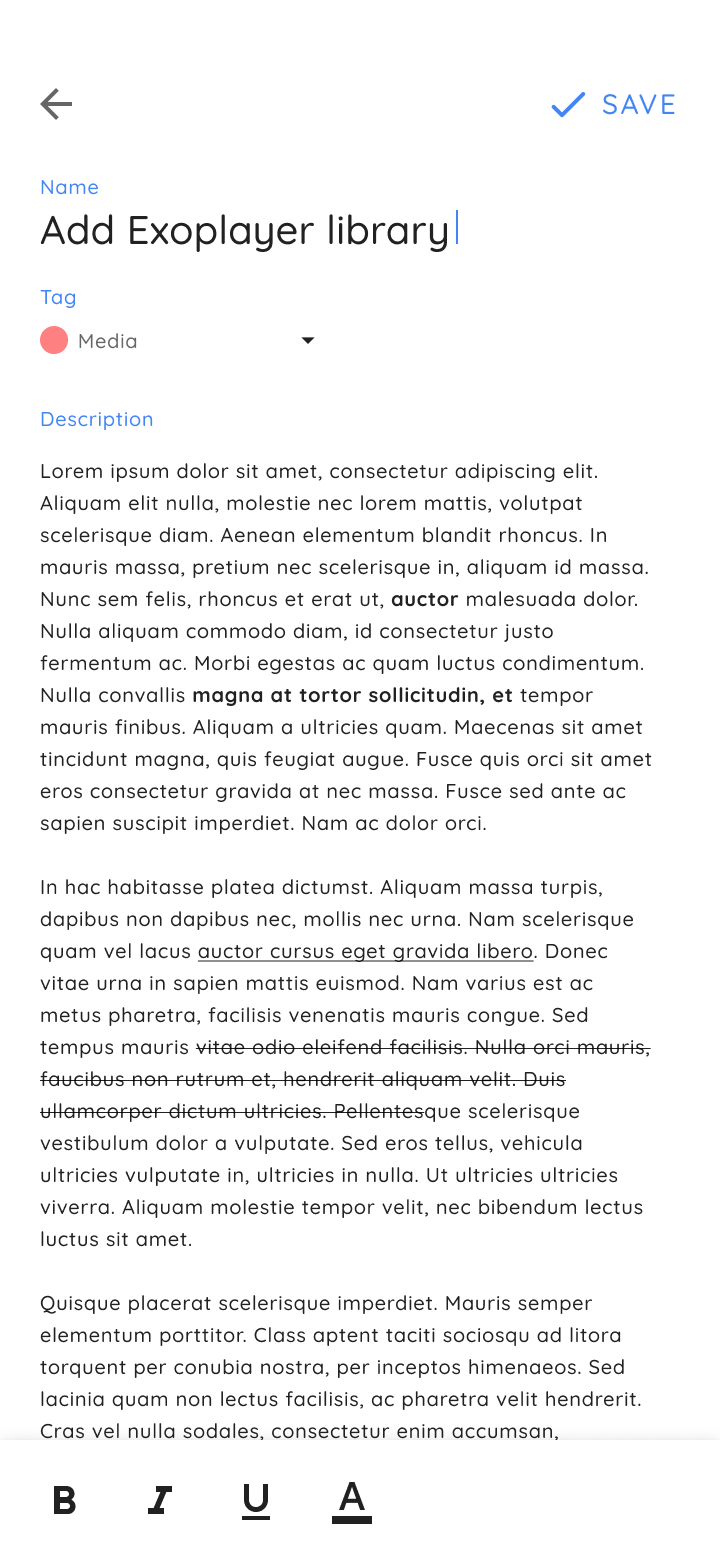 SAVE
Name
Add Exoplayer library
Tag
Media
Description
Lorem ipsum dolor sit amet, consectetur adipiscing elit.
Aliquam elit nulla, molestie nec lorem mattis, volutpat
scelerisque diam. Aenean elementum blandit rhoncus. In
mauris massa, pretium nec scelerisque in, aliquam id massa.
Nunc sem felis, rhoncus et erat ut, auctor malesuada dolor.
Nulla aliquam commodo diam, id consectetur justo
fermentum ac. Morbi egestas ac quam luctus condimentum.
Nulla convallis magna at tortor sollicitudin, et tempor
mauris finibus. Aliquam a ultricies quam. Maecenas sit amet
tincidunt magna, quis feugiat augue. Fusce quis orci sit amet
eros consectetur gravida at nec massa. Fusce sed ante ac
sapien suscipit imperdiet. Nam ac dolor orci.
In hac habitasse platea dictumst. Aliquam massa turpis,
dapibus non dapibus nec, mollis nec urna. Nam scelerisque
quam vel lacus auctor cursus eget gravida libero. Donec
vitae urna in sapien mattis euismod. Nam varius est ac
metus pharetra, facilisis venenatis mauris congue. Sed
tempus mauris vitae odio eleifend facilisis. Nulla orci mauris,
faucibus non rutrum et, hendrerit aliquam velit. Duis
ullamcorper dictum ultricies. Pellentesque scelerisque
vestibulum dolor a vulputate. Sed eros tellus, vehicula
ultricies vulputate in, ultricies in nulla. Ut ultricies ultricies
viverra. Aliquam molestie tempor velit, nec bibendum lectus
luctus sit amet.
Quisque placerat scelerisque imperdiet. Mauris semper
elementum porttitor. Class aptent taciti sociosqu ad litora
torquent per conubia nostra, per inceptos himenaeos. Sed
lacinia quam non lectus facilisis, ac pharetra velit hendrerit.
Cras vel nulla sodales, consectetur enim accumsan,
B I U A